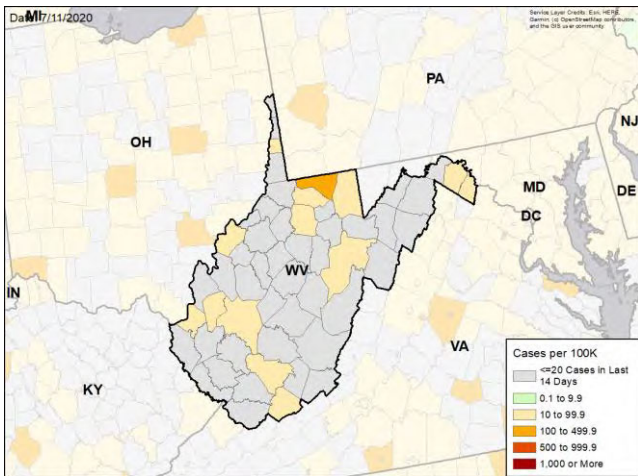 Date: 7/11/2020
Service Layer Credits: Esri, HERE,
Garmin, (c) OpenStreetMap contributors,
and the GIS user community
MI
PA
OH
NJ
MD
DE
DC
WV
IN
VA
KY
Cases per 100K
<=20 Cases in Last
14 Days
0.1 to 9.9
10 to 99.9
100 to 499.9
500 to 999.9
1,000 or More